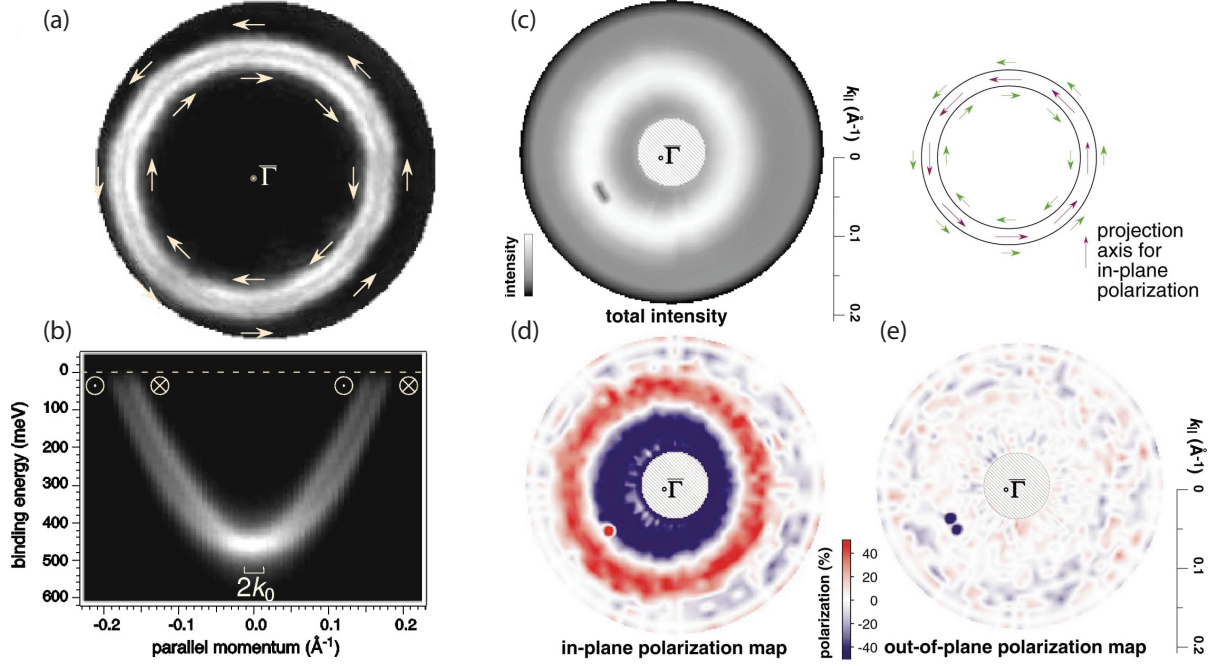 (a)
Γ̅
(b)
0
100
200
300
400
500
600
binding energy (meV)
2k₀
-0.2
-0.1
0.0
0.1
0.2
parallel momentum (Å⁻¹)
(c)
Γ̅
intensity
total intensity
k|| (Å⁻¹)
0
0.1
0.2
projection
axis for
in-plane
polarization
(d)
Γ̅
in-plane polarization map
polarization (%)
40
20
0
-20
-40
(e)
Γ̅
out-of-plane polarization map
k|| (Å⁻¹)
0
0.1
0.2